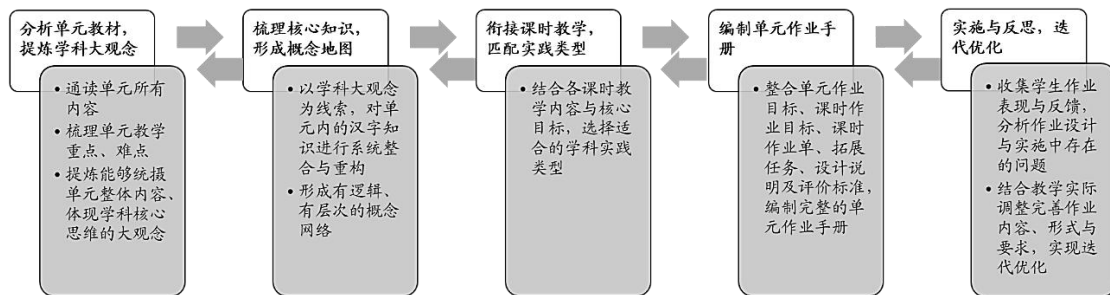 分析单元教材，
提炼学科大观念
• 通读单元所有
内容
• 梳理单元教学
重点、难点
• 提炼能够统摄
单元整体内容、
体现学科核心
思维的大观念
梳理核心知识，
形成概念地图
• 以学科大观念
为线索，对单
元内的汉字知
识进行系统整
合与重构
• 形成有逻辑、
有层次的概念
网络
衔接课时教学，
匹配实践类型
• 结合各课时教
学内容与核心
目标，选择适
合的学科实践
类型
编制单元作业手
册
• 整合单元作业
目标、课时作
业目标、课时
作业单、拓展
任务、设计说
明及评价标准，
编制完整的单
元作业手册
实施与反思，迭
代优化
• 收集学生作业
表现与反馈，
分析作业设计
与实施中存在
的问题
• 结合教学实际
调整完善作业
内容、形式与
要求，实现迭
代优化